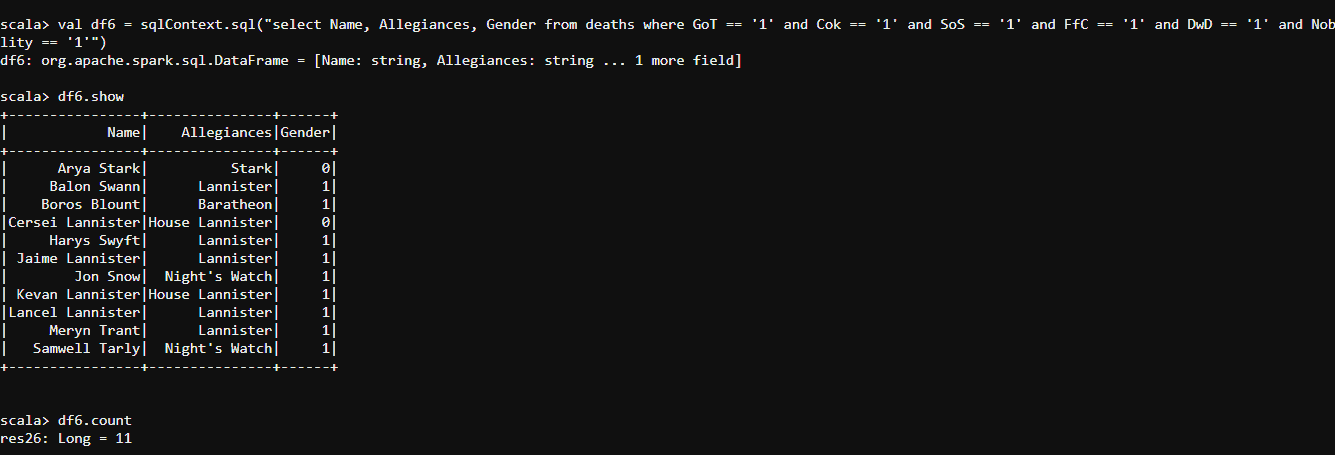 scala> val df6 = sqlContext.sql("select Name, Allegiances, Gender from deaths where GoT == '1' and Cok == '1' and SoS == '1' and FfC == '1' and DwD == '1' and Nob
lity == '1'")
df6: org.apache.spark.sql.DataFrame = [Name: string, Allegiances: string ... 1 more field]
scala> df6.show
+----------------+---------------+------+
|            Name|    Allegiances|Gender|
+----------------+---------------+------+
|      Arya Stark|          Stark|     0|
|     Balon Swann|      Lannister|     1|
|    Boros Blount|      Baratheon|     1|
|Cersei Lannister|House Lannister|     0|
|     Harys Swyft|      Lannister|     1|
| Jaime Lannister|      Lannister|     1|
|        Jon Snow|  Night's Watch|     1|
| Kevan Lannister|House Lannister|     1|
|Lancel Lannister|      Lannister|     1|
|     Meryn Trant|      Lannister|     1|
|   Samwell Tarly|  Night's Watch|     1|
+----------------+---------------+------+
scala> df6.count
res26: Long = 11